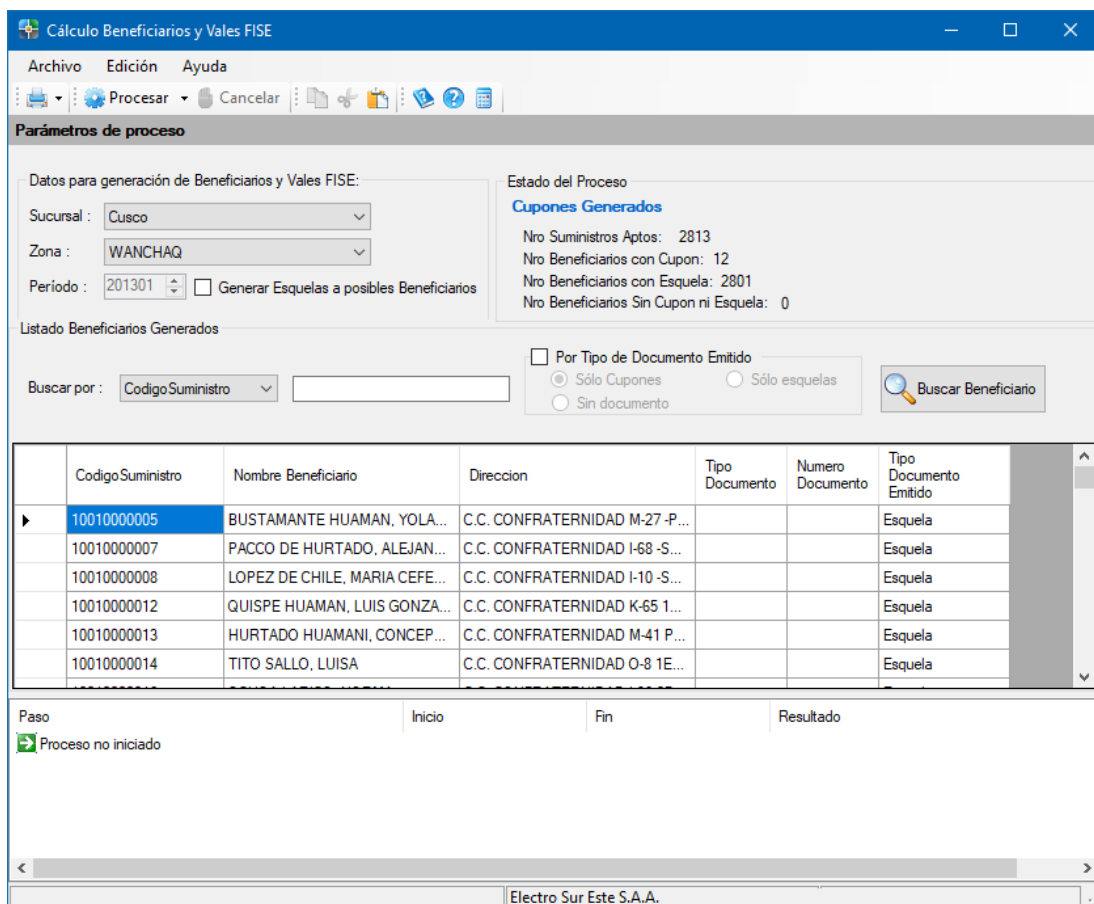 Cálculo Beneficiarios y Vales FISE
Archivo Edición Ayuda
Procesar Cancelar
Parámetros de proceso
Datos para generación de Beneficiarios y Vales FISE:
Sucursal : Cusco
Zona : WANCHAQ
Período : 201301 Generar Esquelas a posibles Beneficiarios
Estado del Proceso
Cupones Generados
Nro Suministros Aptos: 2813
Nro Beneficiarios con Cupon: 12
Nro Beneficiarios con Esquela: 2801
Nro Beneficiarios Sin Cupon ni Esquela: 0
Listado Beneficiarios Generados
Buscar por : CodigoSuministro
Por Tipo de Documento Emitido
Sólo Cupones Sólo esquelas
Sin documento
Buscar Beneficiario
CodigoSuministro Nombre Beneficiario Direccion Tipo Documento Numero Documento Tipo Documento Emitido
10010000005 BUSTAMANTE HUAMAN, YOLA... C.C. CONFRATERNIDAD M-27 -P... Esquela
10010000007 PACCO DE HURTADO, ALEJAN... C.C. CONFRATERNIDAD I-68 -S... Esquela
10010000008 LOPEZ DE CHILE, MARIA CEFE... C.C. CONFRATERNIDAD I-10 -S... Esquela
10010000012 QUISPE HUAMAN, LUIS GONZA... C.C. CONFRATERNIDAD K-65 1... Esquela
10010000013 HURTADO HUAMANI, CONCEP... C.C. CONFRATERNIDAD M-41 P... Esquela
10010000014 TITO SALLO, LUISA C.C. CONFRATERNIDAD O-8 1E... Esquela
Paso Inicio Fin Resultado
Proceso no iniciado
Electro Sur Este S.A.A.